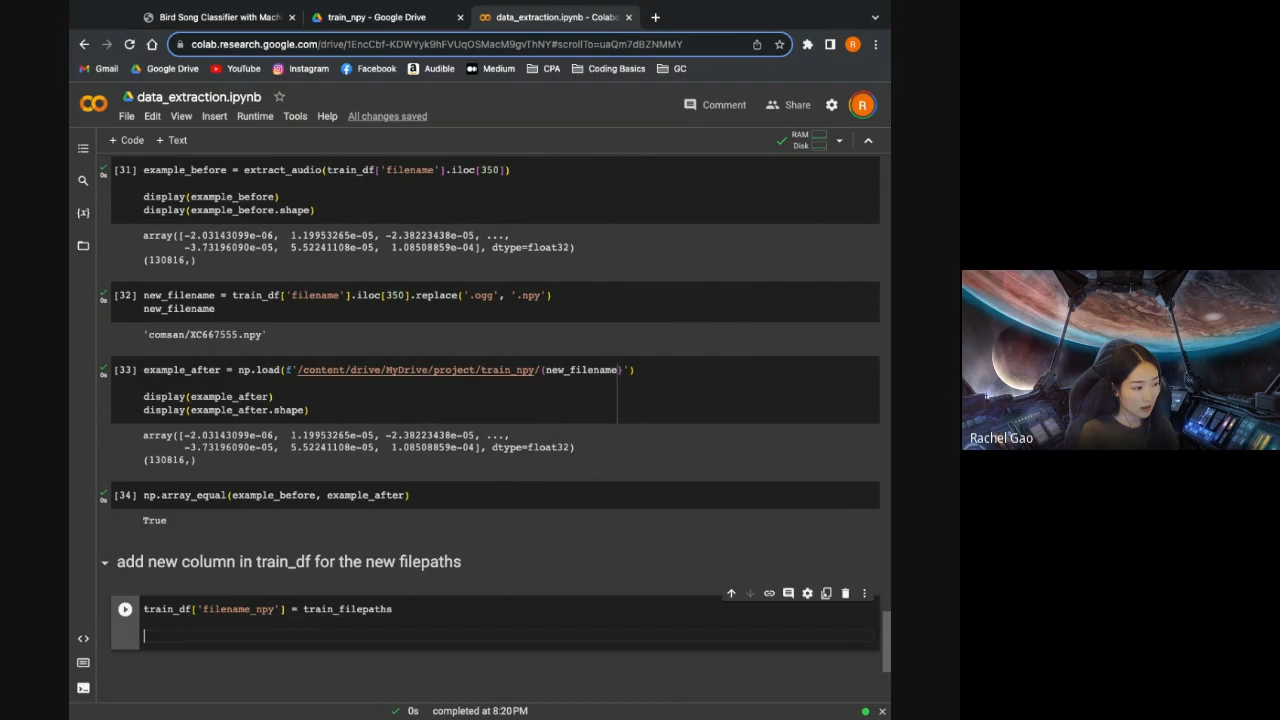 Bird Song Classifier with Mach
train_npy - Google Drive
data_extraction.ipynb - Colabo
colab.research.google.com/drive/1EncCbf-KDWYyk9hFVUqOSMacM9gvThNY#scrollTo=uaQm7dBZNMMY
R
Gmail
Google Drive
YouTube
Instagram
Facebook
Audible
Medium
CPA
Coding Basics
GC
data_extraction.ipynb
Comment
Share
R
File Edit View Insert Runtime Tools Help All changes saved
+ Code + Text
RAM
Disk
[31] example_before = extract_audio(train_df['filename'].iloc[350])
0s
display(example_before)
display(example_before.shape)
array([-2.03143099e-06, 1.19953265e-05, -2.38223438e-05, ...,
-3.73196090e-05, 5.52241108e-05, 1.08508859e-04], dtype=float32)
(130816,)
[32] new_filename = train_df['filename'].iloc[350].replace('.ogg', '.npy')
0s
new_filename
'comsan/XC667555.npy'
[33] example_after = np.load(f'/content/drive/MyDrive/project/train_npy/{new_filename}')
0s
display(example_after)
display(example_after.shape)
array([-2.03143099e-06, 1.19953265e-05, -2.38223438e-05, ...,
-3.73196090e-05, 5.52241108e-05, 1.08508859e-04], dtype=float32)
(130816,)
[34] np.array_equal(example_before, example_after)
0s
True
add new column in train_df for the new filepaths
train_df['filename_npy'] = train_filepaths
0s completed at 8:20 PM
Rachel Gao